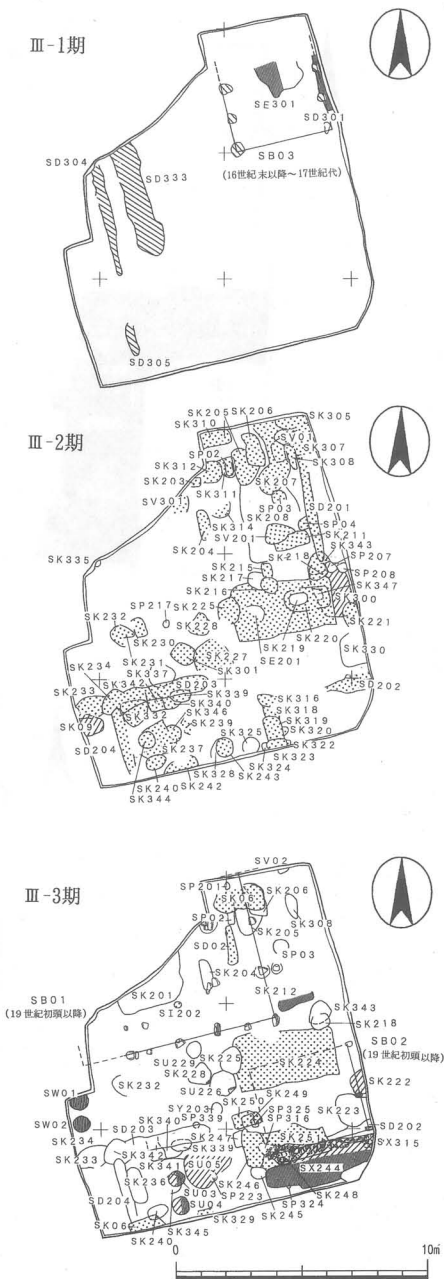 Ⅲ-1期
SE301
SD301
SB03
(16世紀末以降〜17世紀代)
SD304
SD333
SD305
Ⅲ-2期
SK205 SK206
SK310
SK305
SV01
SK307
SP02
SK312
SK308
SK203
SK311
SK207
SV301
SP03
SD201
SK314
SK208
SP04
SK204
SV201
SK211
SK343
SK335
SK215
SK218
SP207
SK217
SP208
SK216
SK347
SP217 SK225
SK300
SK232
SK228
SK221
SK220
SK230
SK219
SK330
SK234
SK231
SK227
SE201
SK337
SK301
SK233
SK342
SD203
SD202
SK339
SK316
SK340
SK318
SK09
SK332
SK346
SK319
SK239
SK325
SK320
SD204
SK237
SK322
SK328
SK323
SK240
SK243
SK324
SK344
SK242
Ⅲ-3期
SV02
SP201
SK06
SK206
SP02
SK308
SK205
SD02
SP03
SK204
SK201
SK212
SB01
SI202
SK343
(19世紀初頭以降)
SK218
SB02
SU229
SK225
(19世紀初頭以降)
SK228
SK224
SK232
SK222
SW01
SU226
SK249
SK250
SK223
SY203
SP325
SW02
SK340
SP339
SP316
SD203
SD202
SK234
SK247
SK251
SX315
SK233
SK342
SK339
SK341
SU05
SX244
SK236
SK246
SD204
SU03
SP223
SK248
SU04
SP324
SK06
SK329
SK245
SK240
SK345
0 10m